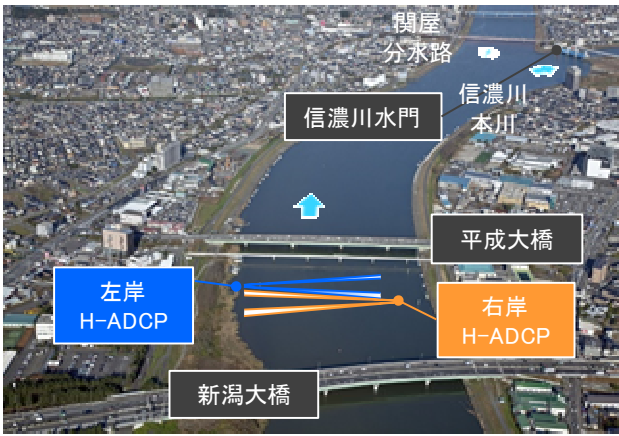 関屋
分水路
信濃川
本川
信濃川水門
平成大橋
左岸
H-ADCP
右岸
H-ADCP
新潟大橋